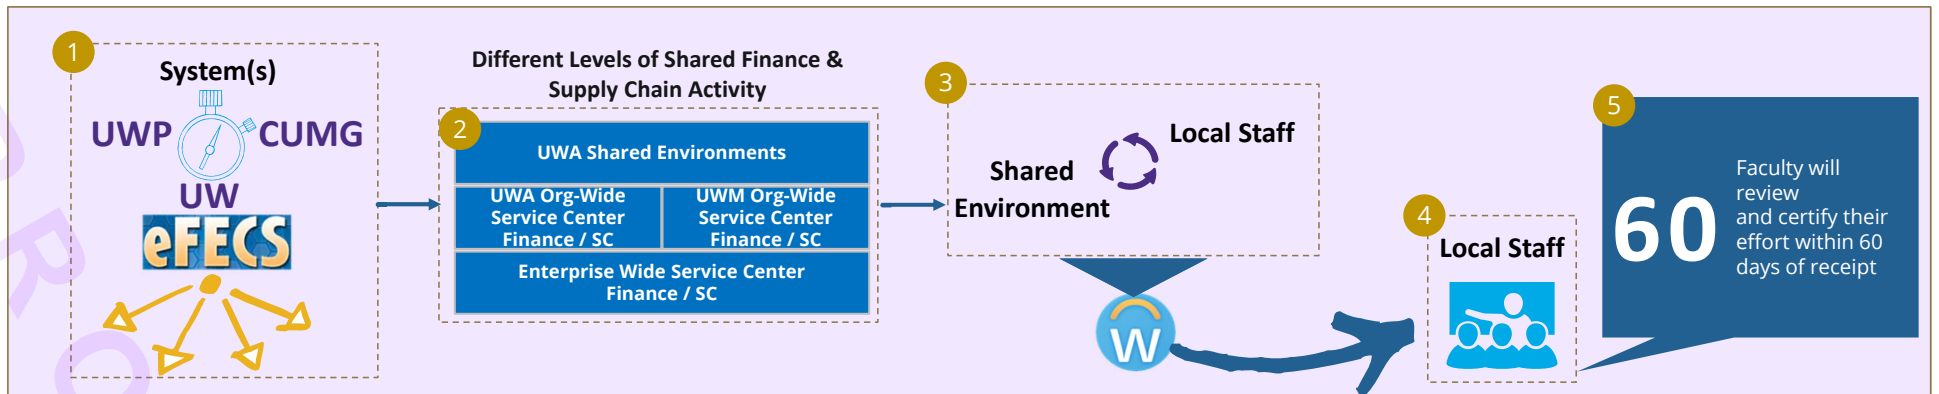 1
System(s)
UWP CUMG
UW
eFECS
Different Levels of Shared Finance &
Supply Chain Activity
2
UWA Shared Environments
UWA Org-Wide
Service Center
Finance / SC
UWM Org-Wide
Service Center
Finance / SC
Enterprise Wide Service Center
Finance / SC
3
Local Staff
Shared
Environment
W
4
Local Staff
5
60
Faculty will
review
and certify their
effort within 60
days of receipt